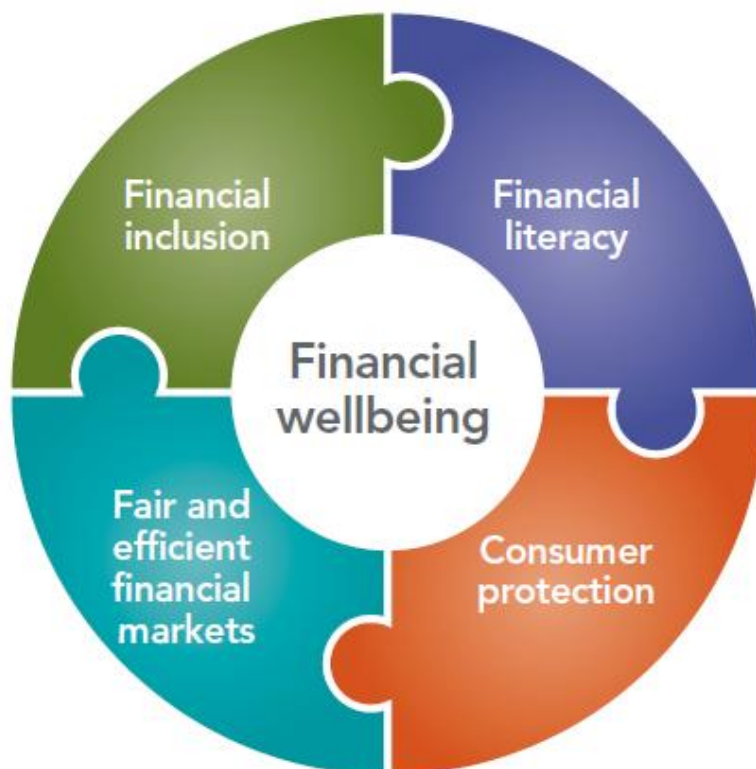 Financial
inclusion
Financial
literacy
Financial
wellbeing
Fair and
efficient
financial
markets
Consumer
protection